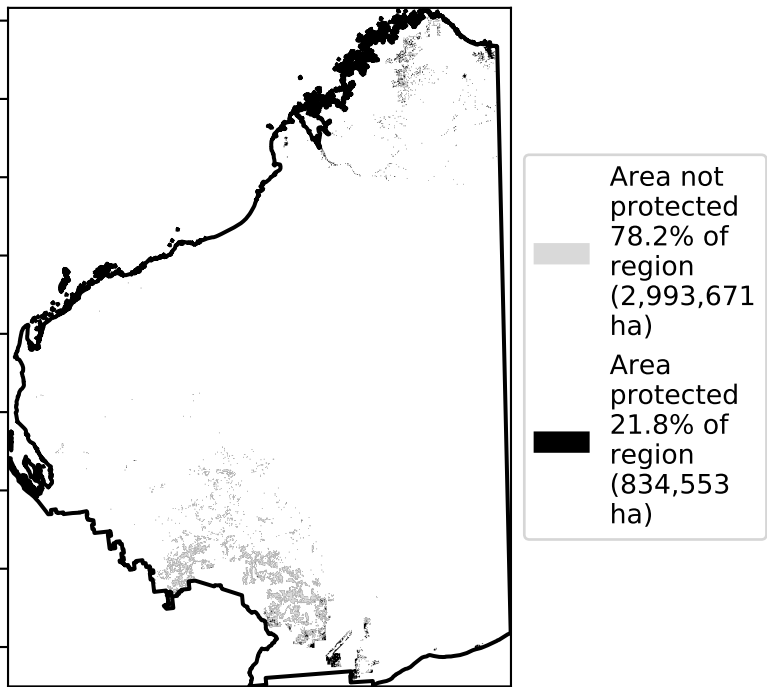 Area not
protected
78.2% of
region
(2,993,671
ha)
Area
protected
21.8% of
region
(834,553
ha)